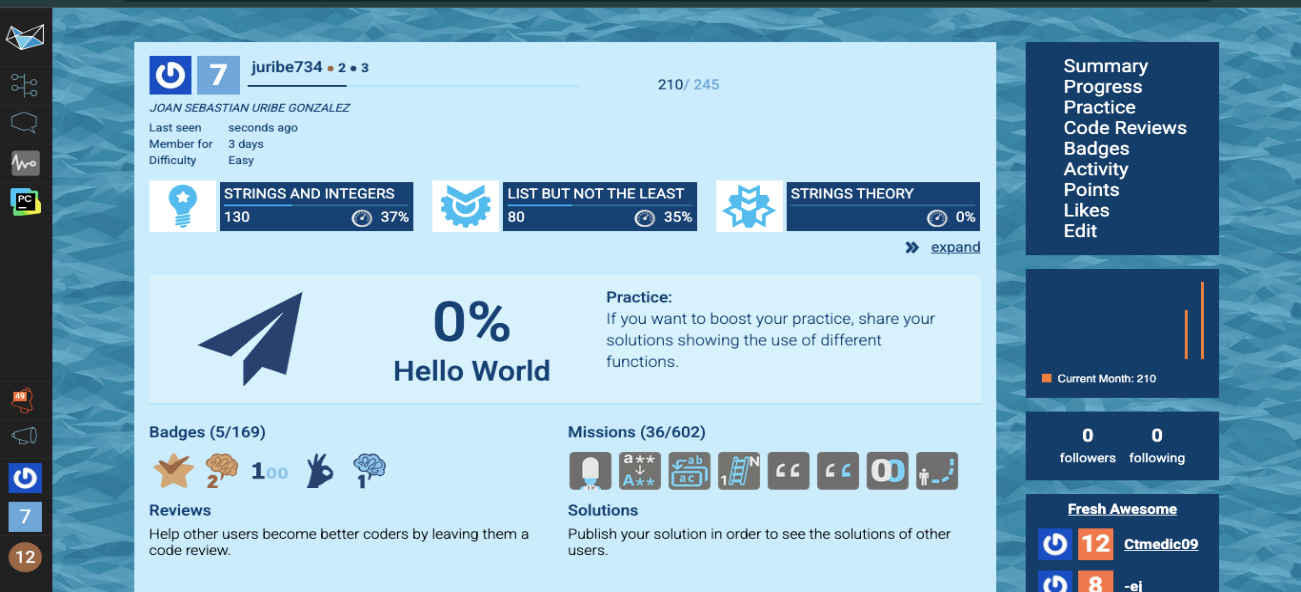 juribe734 • 2 • 3
7
210/ 245
JOAN SEBASTIAN URIBE GONZALEZ
Last seen seconds ago
Member for 3 days
Difficulty Easy
STRINGS AND INTEGERS
130 37%
LIST BUT NOT THE LEAST
80 35%
STRINGS THEORY
0%
expand
0%
Hello World
Practice:
If you want to boost your practice, share your
solutions showing the use of different
functions.
Badges (5/169)
2
100
1
Missions (36/602)
a**
A**
ab
ac
1 N
“
“
00
Reviews
Help other users become better coders by leaving them a
code review.
Solutions
Publish your solution in order to see the solutions of other
users.
Summary
Progress
Practice
Code Reviews
Badges
Activity
Points
Likes
Edit
Current Month: 210
0 0
followers following
Fresh Awesome
12 Ctmedic09
8 -ej
PC
49
7
12